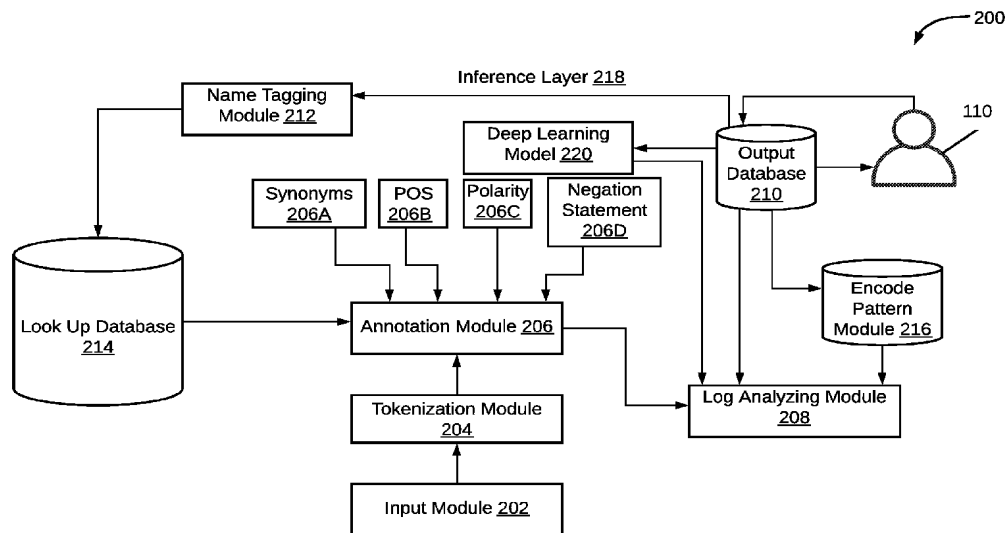 200
Inference Layer 218
Name Tagging
Module 212
110
Deep Learning
Model 220
Output
Database
210
Synonyms
206A
POS
206B
Polarity
206C
Negation
Statement
206D
Look Up Database
214
Annotation Module 206
Encode
Pattern
Module 216
Tokenization Module
204
Log Analyzing Module
208
Input Module 202